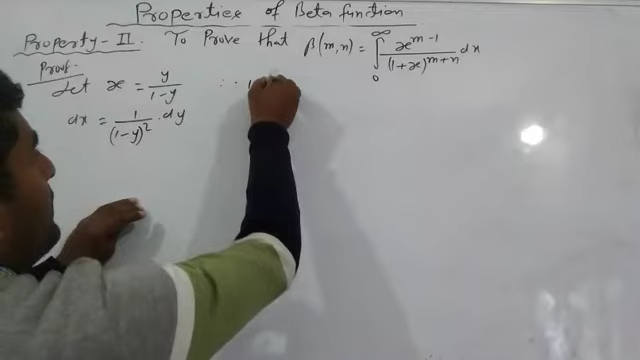 Properties of Beta function
Property-II. To Prove that β(m,n) = ∫₀^∞ x^(m-1)/(1+x)^(m+n) dx
Proof
Let x = y/(1-y) ∴ 1
dx = 1/(1-y)² . dy